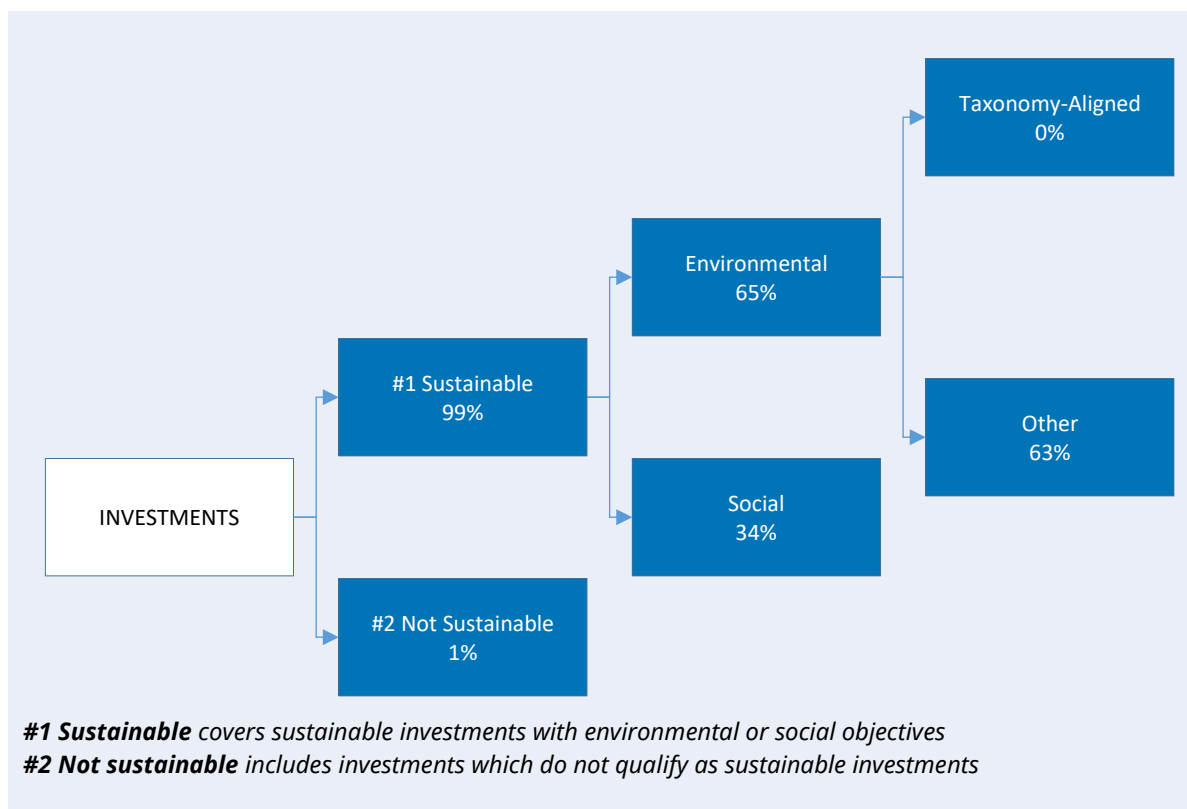 Taxonomy-Aligned
0%
Environmental
65%
#1 Sustainable
99%
Other
63%
INVESTMENTS
Social
34%
#2 Not Sustainable
1%
#1 Sustainable covers sustainable investments with environmental or social objectives
#2 Not sustainable includes investments which do not qualify as sustainable investments